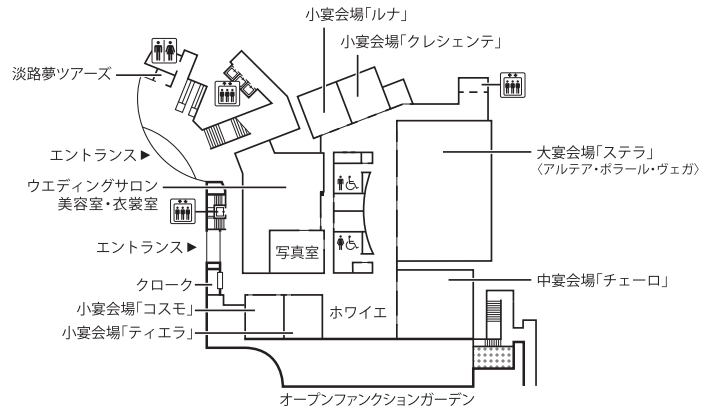 小宴会場「ルナ」
小宴会場「クレシェンテ」
淡路夢ツアーズ
エントランス▶
大宴会場「ステラ」
〈アルテア・ポラール・ヴェガ〉
ウエディングサロン
美容室・衣裳室
エントランス▶
写真室
中宴会場「チェーロ」
クローク
小宴会場「コスモ」
ホワイエ
小宴会場「ティエラ」
オープンファンクションガーデン